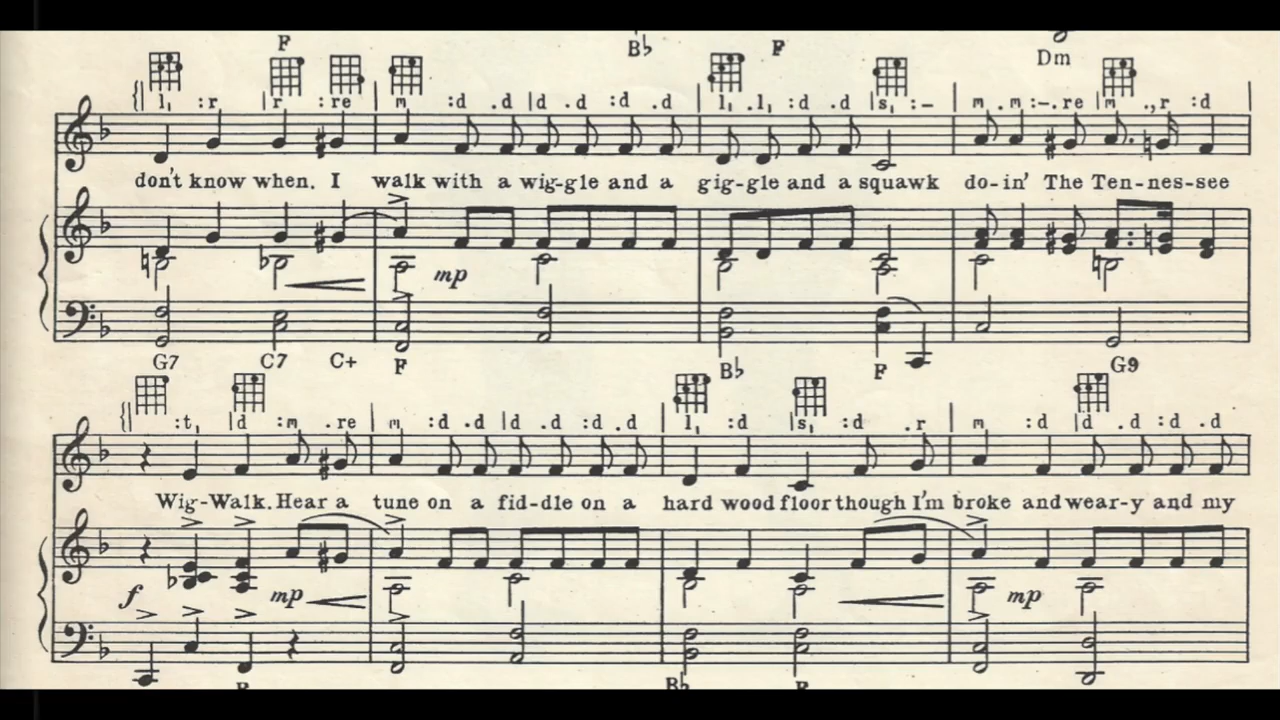 F B♭ F Dm
{| l, :r |r :re | m :d .d |d .d :d .d | l, .l, :d .d |s, :— | m .m :—.re |m .,r :d
don't know when. I walk with a wig-gle and a gig-gle and a squawk do-in' The Ten-nes-see
mp
G7 C7 C+ F B♭ F G9
{| :t, |d :m .re | m :d .d |d .d :d .d | l, :d |s, :d .r | m :d |d .d :d .d
Wig-Walk. Hear a tune on a fid-dle on a hard wood floor though I'm broke and wear-y and my
f mp mp
B♭ F